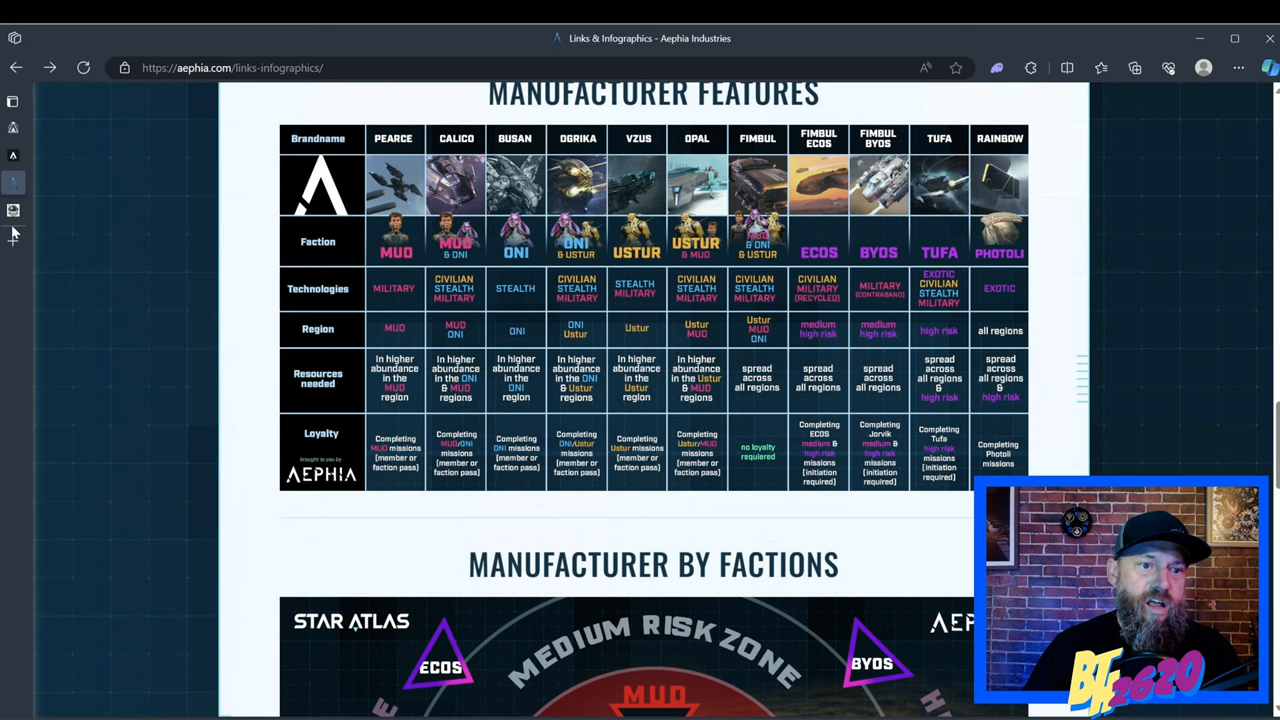 Links & Infographics - Aephia Industries
https://aephia.com/links-infographics/
MANUFACTURER FEATURES
Brandname PEARCE CALICO BUSAN OGRIKA VZUS OPAL FIMBUL FIMBUL ECOS FIMBUL BYOS TUFA RAINBOW
Faction
MUD
MUD & ONI
ONI
ONI & USTUR
USTUR
USTUR & MUD
MUD & ONI & USTUR
ECOS
BYOS
TUFA
PHOTOLI
Technologies
MILITARY
CIVILIAN STEALTH MILITARY
STEALTH
CIVILIAN STEALTH MILITARY
STEALTH MILITARY
CIVILIAN STEALTH MILITARY
CIVILIAN STEALTH MILITARY
CIVILIAN MILITARY (RECYCLED)
MILITARY (CONTRABAND)
EXOTIC CIVILIAN STEALTH MILITARY
EXOTIC
Region
MUD
MUD ONI
ONI
ONI Ustur
Ustur
Ustur MUD
Ustur MUD ONI
medium high risk
medium high risk
high risk
all regions
Resources needed
In higher abundance in the MUD region
In higher abundance in the ONI & MUD regions
In higher abundance in the ONI region
In higher abundance in the ONI & Ustur regions
In higher abundance in the Ustur region
In higher abundance in the Ustur & MUD regions
spread across all regions
spread across all regions
spread across all regions
spread across all regions & high risk
spread across all regions & high risk
Loyalty
brought to you by
AEPHIA
Completing MUD missions (member or faction pass)
Completing MUD/ONI missions (member or faction pass)
Completing ONI missions (member or faction pass)
Completing ONI/Ustur missions (member or faction pass)
Completing Ustur missions (member or faction pass)
Completing Ustur/MUD missions (member or faction pass)
no loyalty requiered
Completing ECOS medium & high risk missions (initiation required)
Completing Jorvik medium & high risk missions (initiation required)
Completing Tufa high risk missions (initiation required)
Completing Photoli missions
MANUFACTURER BY FACTIONS
STAR ATLAS
AEP
ECOS
MEDIUM RISK ZONE
BYOS
MUD
BTH2620